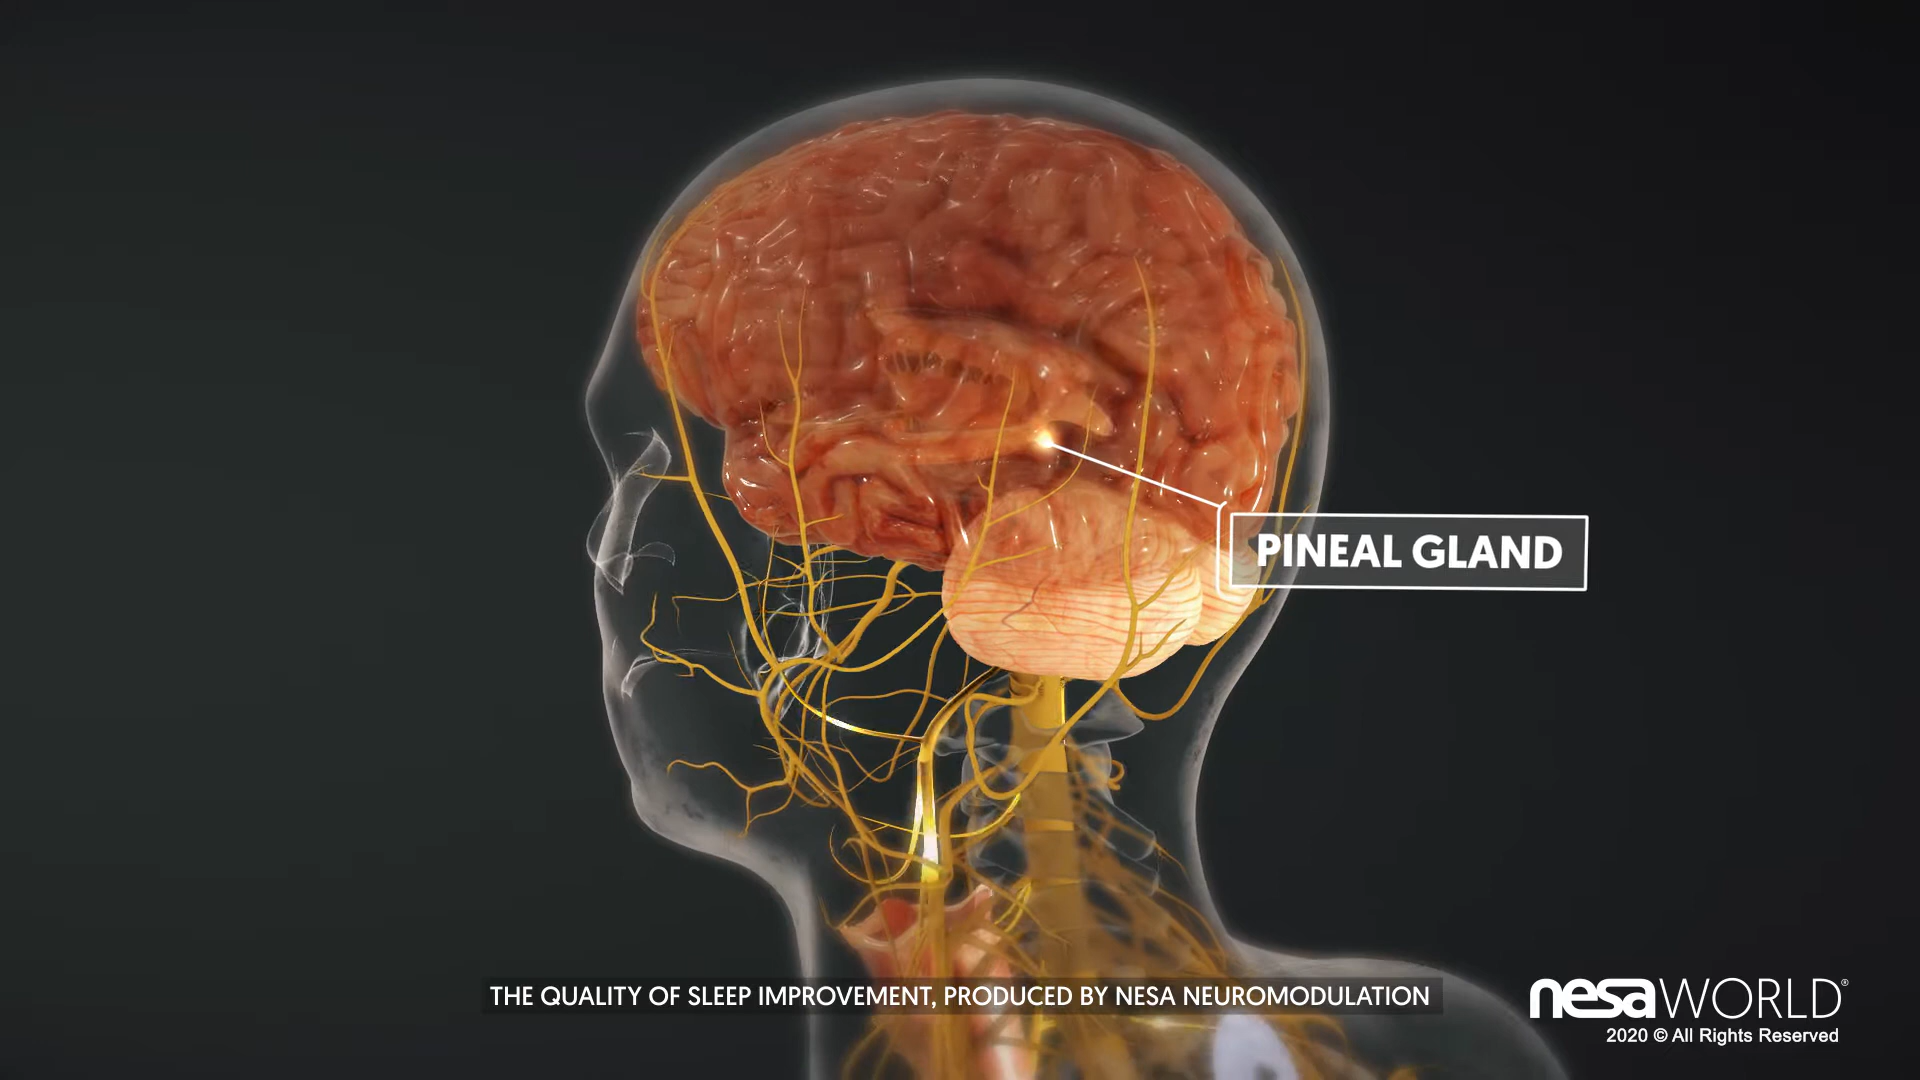 PINEAL GLAND
THE QUALITY OF SLEEP IMPROVEMENT, PRODUCED BY NESA NEUROMODULATION
nesaWORLD®
2020 © All Rights Reserved